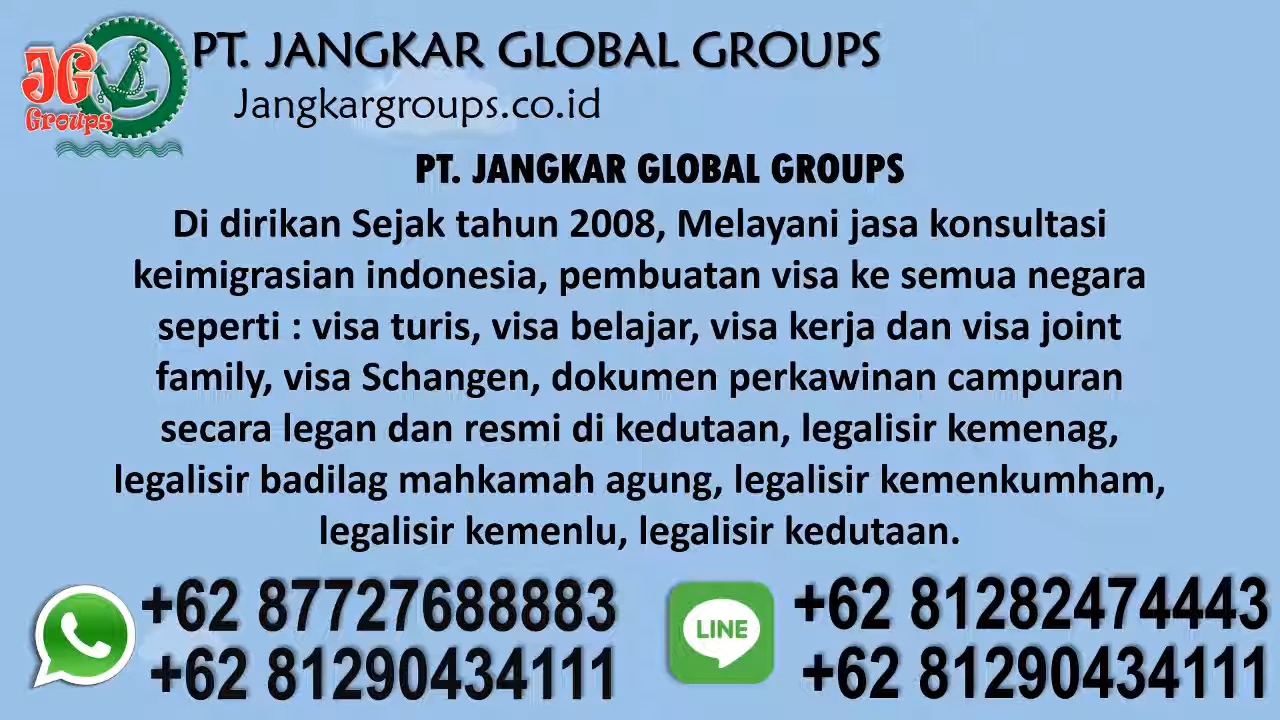 PT. JANGKAR GLOBAL GROUPS
JG
Groups
Jangkargroups.co.id
PT. JANGKAR GLOBAL GROUPS
Di dirikan Sejak tahun 2008, Melayani jasa konsultasi
keimigrasian indonesia, pembuatan visa ke semua negara
seperti : visa turis, visa belajar, visa kerja dan visa joint
family, visa Schangen, dokumen perkawinan campuran
secara legan dan resmi di kedutaan, legalisir kemenag,
legalisir badilag mahkamah agung, legalisir kemenkumham,
legalisir kemenlu, legalisir kedutaan.
+62 87727688883
+62 81290434111
LINE
+62 81282474443
+62 81290434111